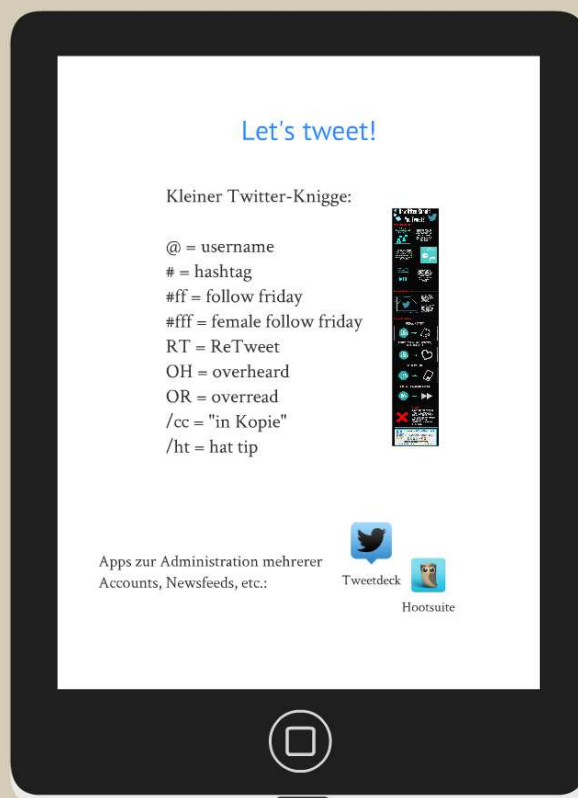 Let's tweet!
Kleiner Twitter-Knigge:
@ = username
# = hashtag
#ff = follow friday
#fff = female follow friday
RT = ReTweet
OH = overheard
OR = overread
/cc = "in Kopie"
/ht = hat tip
Apps zur Administration mehrerer
Accounts, Newsfeeds, etc.:
Tweetdeck
Hootsuite